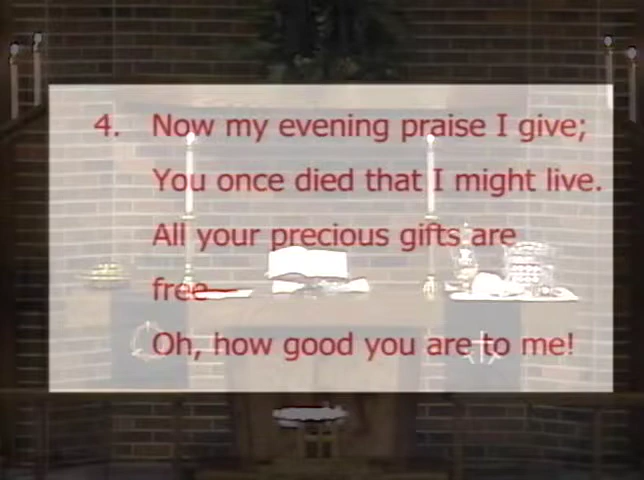 4. Now my evening praise I give;
You once died that I might live.
All your precious gifts are
free—
Oh, how good you are to me!